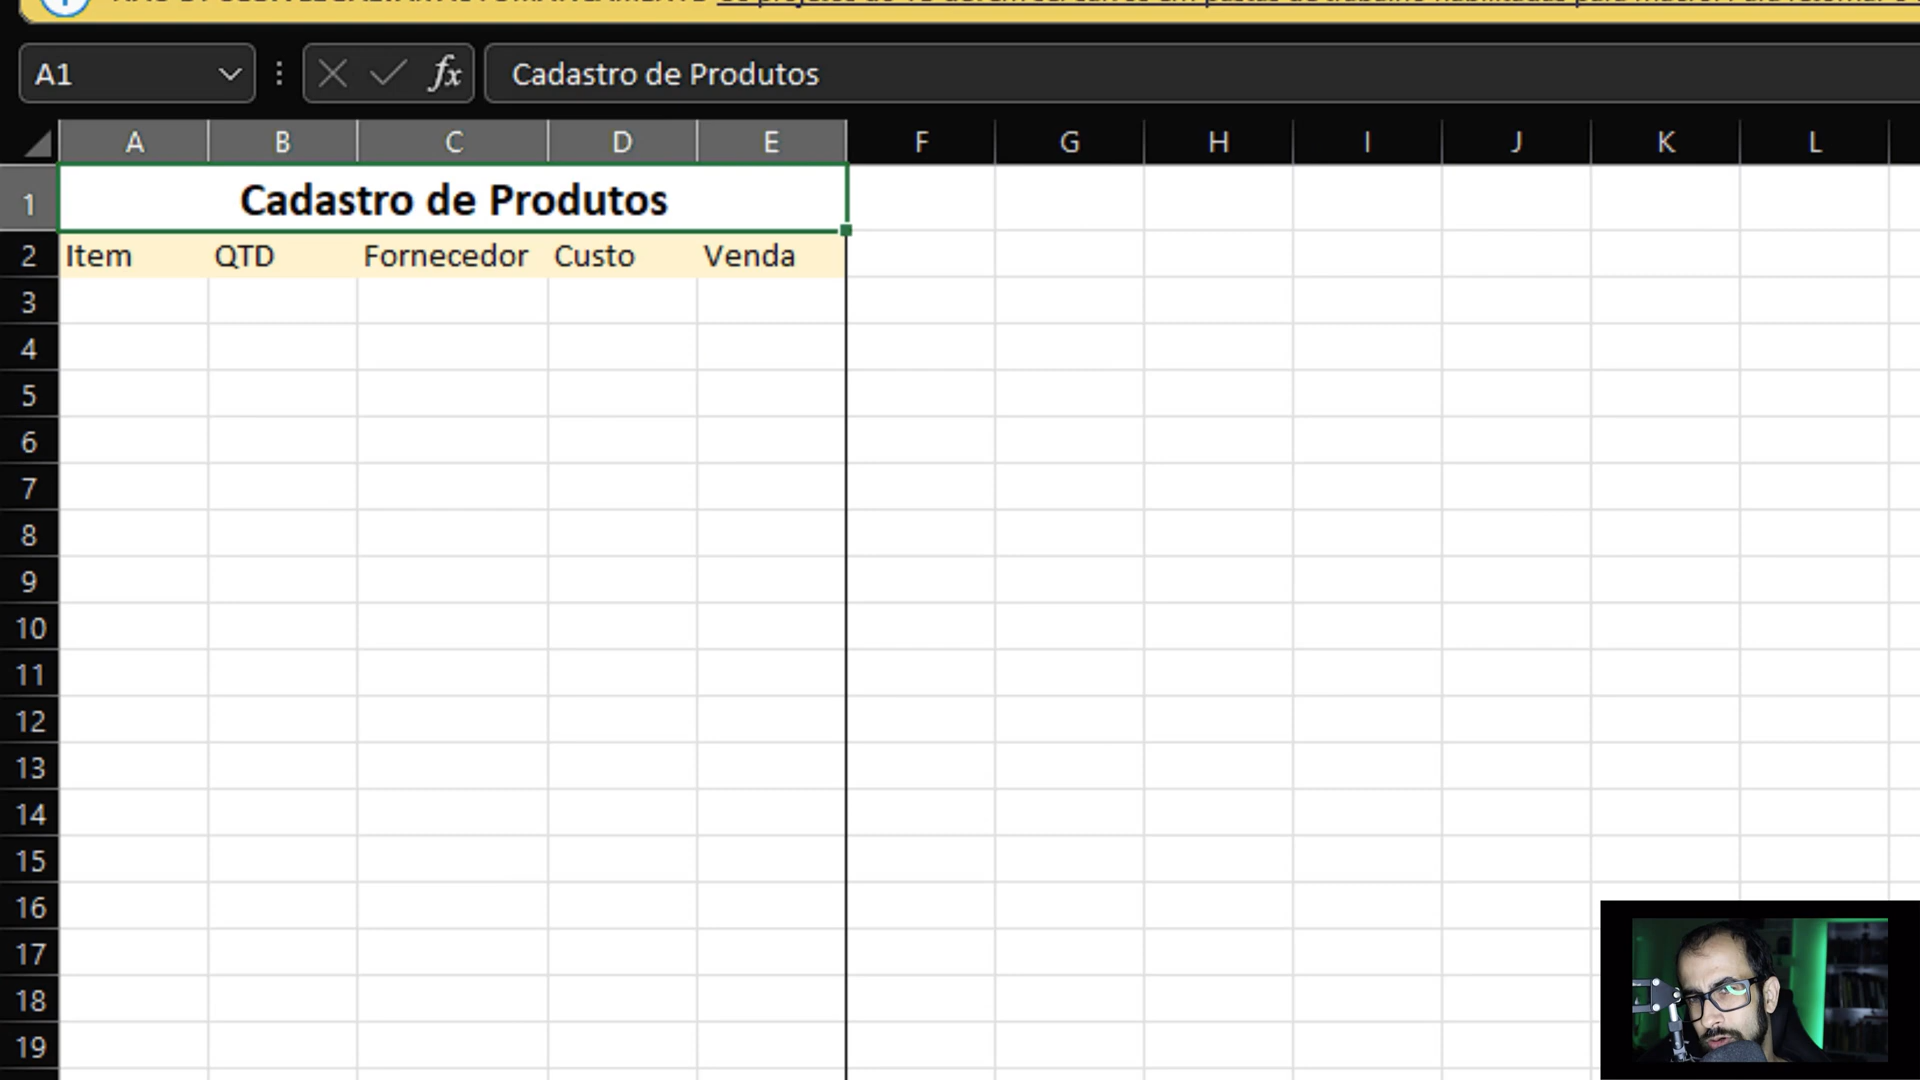 A1
fx
Cadastro de Produtos
A B C D E F G H I J K L
1 Cadastro de Produtos
2 Item QTD Fornecedor Custo Venda
3
4
5
6
7
8
9
10
11
12
13
14
15
16
17
18
19